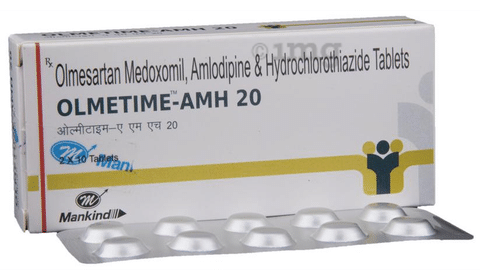 1mg
Rx Olmesartan Medoxomil, Amlodipine & Hydrochlorothiazide Tablets
OLMETIME-AMH 20
TM
ओल्मीटाइम-ए एम एच 20
2 X 10 Tablets
Mankind